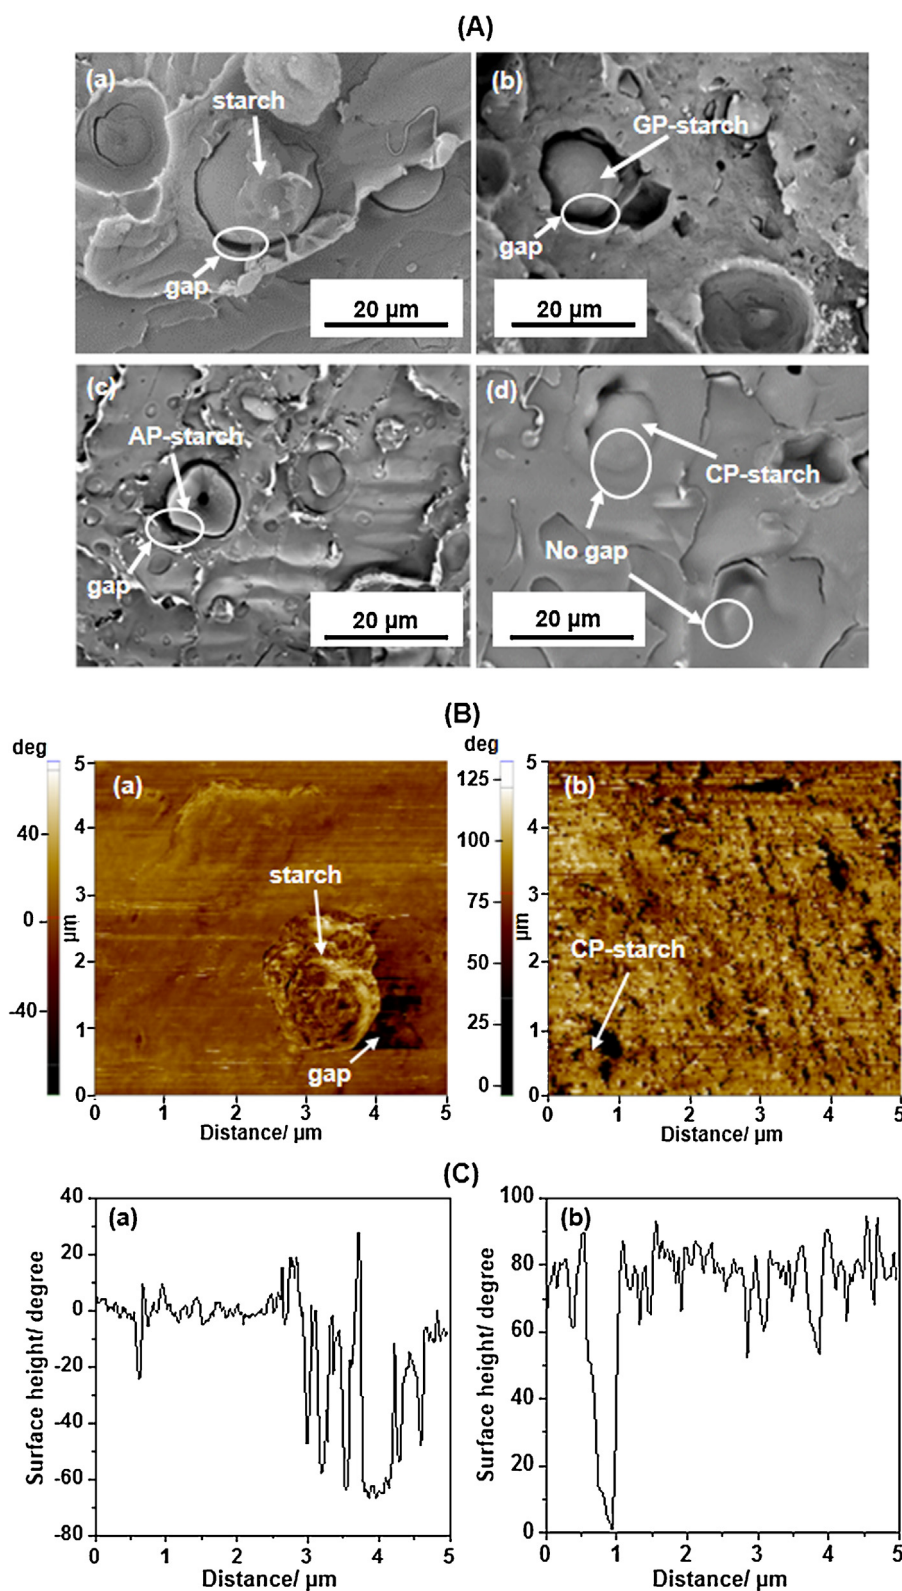 (A)
(a)
starch
gap
20 µm
(b)
GP-starch
gap
20 µm
(c)
AP-starch
gap
20 µm
(d)
CP-starch
No gap
20 µm
(B)
deg
40
0
-40
5
4
3
2
1
0
µm
(a)
starch
gap
0 1 2 3 4 5
Distance/ µm
deg
125
100
75
50
25
0
5
4
3
2
1
0
µm
(b)
CP-starch
0 1 2 3 4 5
Distance/ µm
(C)
(a)
40
20
0
-20
-40
-60
-80
Surface height/ degree
0 1 2 3 4 5
Distance/ µm
(b)
100
80
60
40
20
0
Surface height/ degree
0 1 2 3 4 5
Distance/ µm